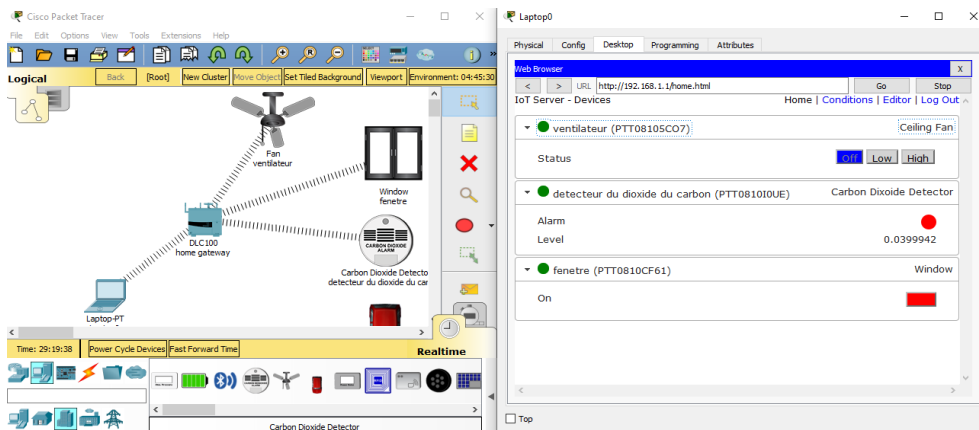 Cisco Packet Tracer
File Edit Options View Tools Extensions Help
Logical Back [Root] New Cluster Move Object Set Tiled Background Viewport Environment: 04:45:30
Fan
ventilateur
Window
fenetre
DLC100
home gateway
CARBON DIOXIDE
ALARM
Carbon Dioxide Detecto
detecteur du dioxide du car
Laptop-PT
Time: 29:19:38 Power Cycle Devices Fast Forward Time Realtime
Carbon Dioxide Detector
Laptop0
Physical Config Desktop Programming Attributes
Web Browser X
< > URL http://192.168.1.1/home.html Go Stop
IoT Server - Devices Home | Conditions | Editor | Log Out
ventilateur (PTT08105CO7) Ceiling Fan
Status Off Low High
detecteur du dioxide du carbon (PTT0810I0UE) Carbon Dixoide Detector
Alarm
Level 0.0399942
fenetre (PTT0810CF61) Window
On
Top